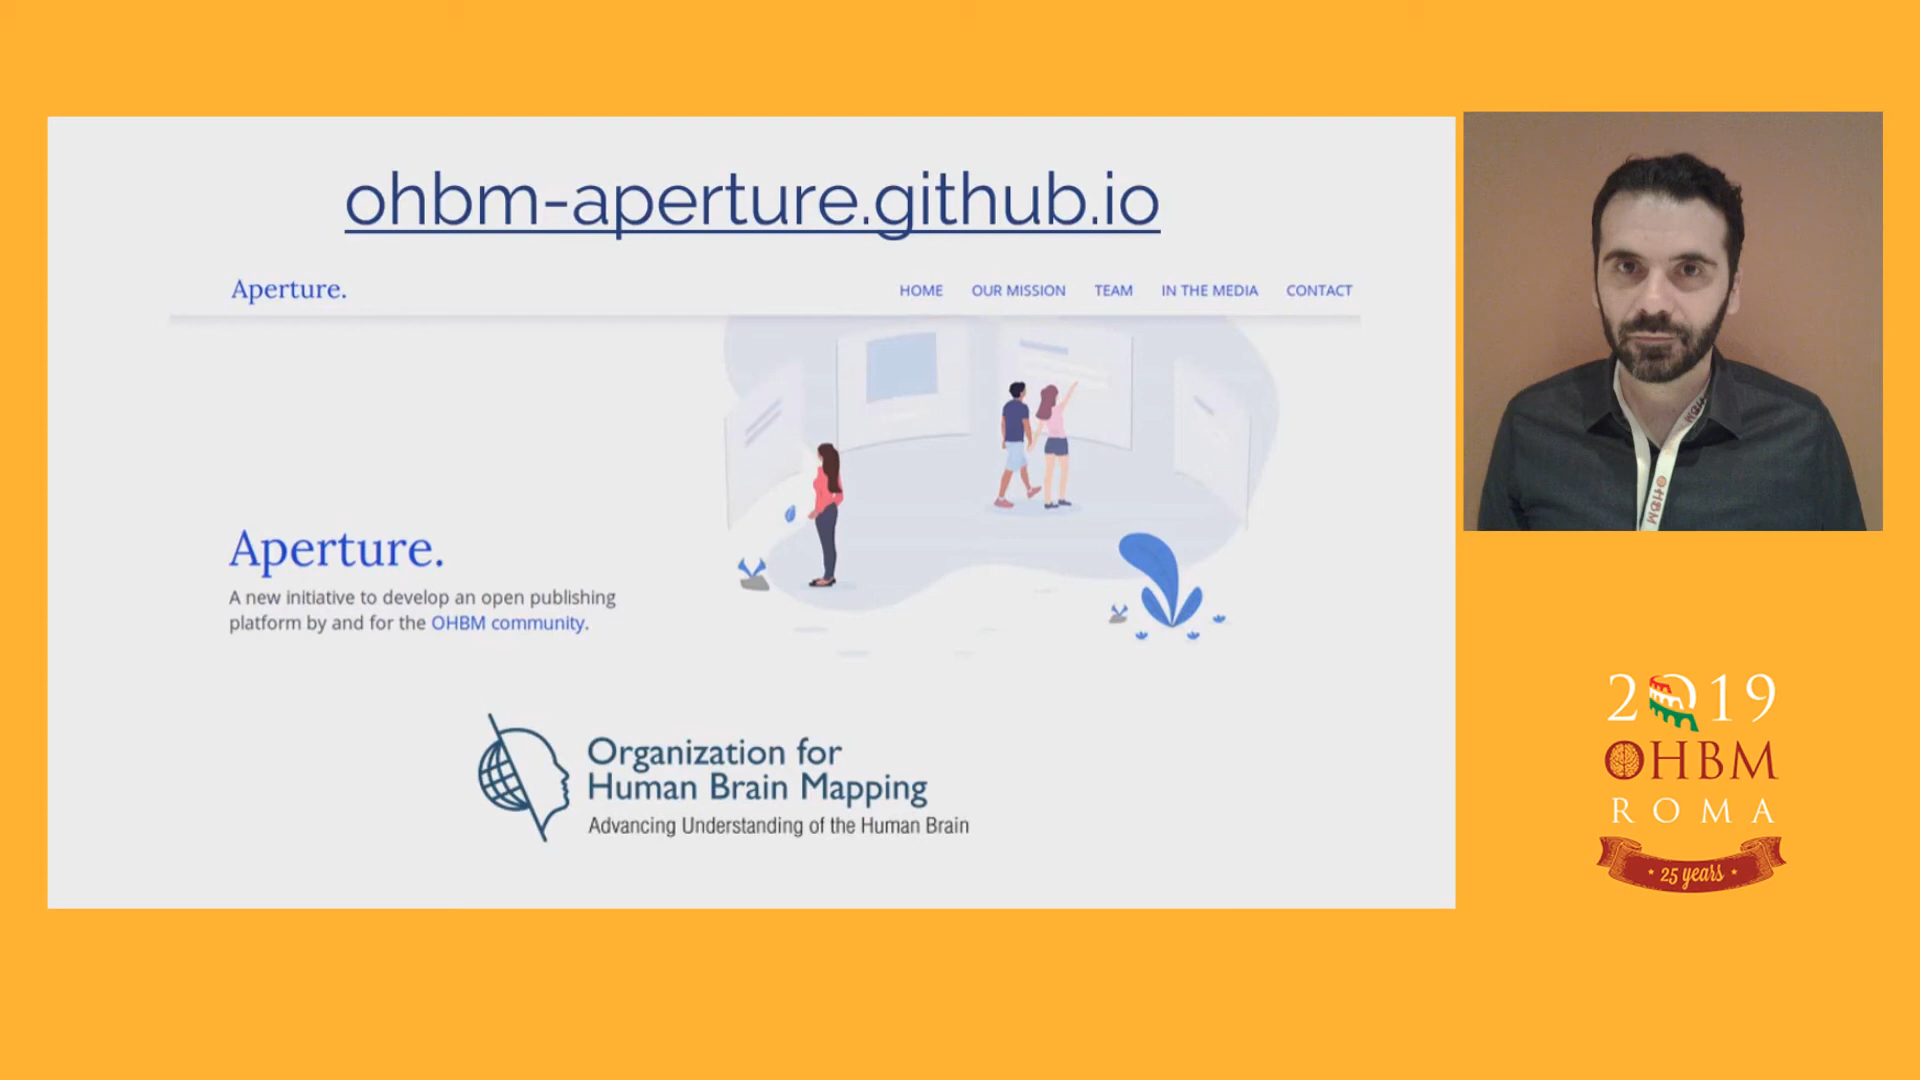 ohbm-aperture.github.io
Aperture. HOME OUR MISSION TEAM IN THE MEDIA CONTACT
Aperture.
A new initiative to develop an open publishing
platform by and for the OHBM community.
Organization for
Human Brain Mapping
Advancing Understanding of the Human Brain
OHBM
OHBM
2019
OHBM
ROMA
25 years